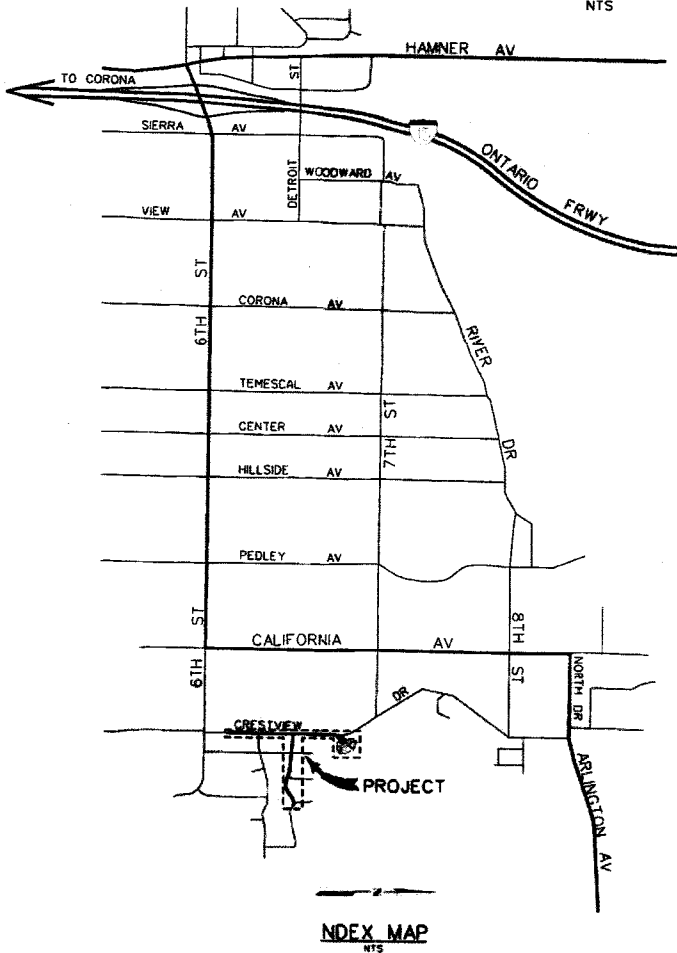 NTS
HAMNER AV
TO CORONA
ST
SIERRA AV
ONTARIO FRWY
DETROIT
WOODWARD AV
VIEW AV
6TH ST
CORONA AV
RIVER DR
TEMESCAL AV
7TH ST
CENTER AV
HILLSIDE AV
PEDLEY AV
8TH ST
6TH ST
CALIFORNIA AV
NORTH DR
DR
CRESTVIEW
PROJECT
ARLINGTON AV
NDEX MAP
NTS